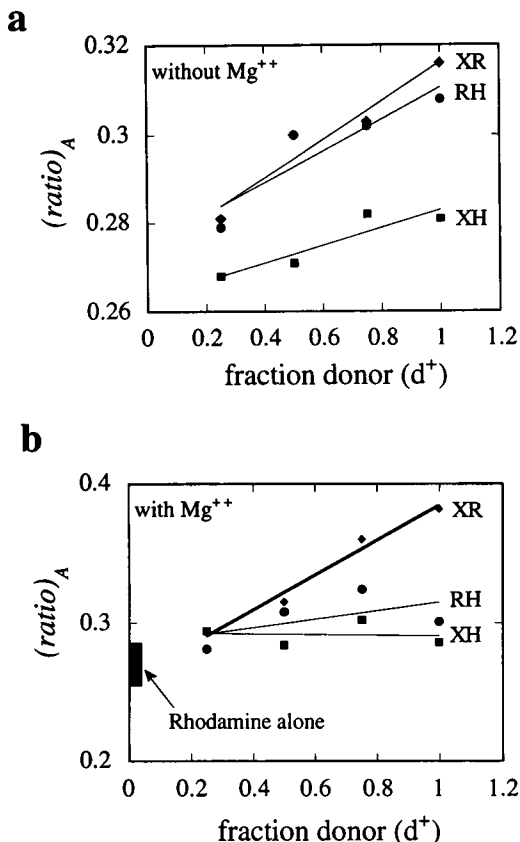 a
0.32
without Mg++
XR
RH
0.3
(ratio)A
0.28
XH
0.26
0 0.2 0.4 0.6 0.8 1 1.2
fraction donor (d+)
b
0.4
with Mg++
XR
RH
0.3
XH
(ratio)A
Rhodamine alone
0.2
0 0.2 0.4 0.6 0.8 1 1.2
fraction donor (d+)